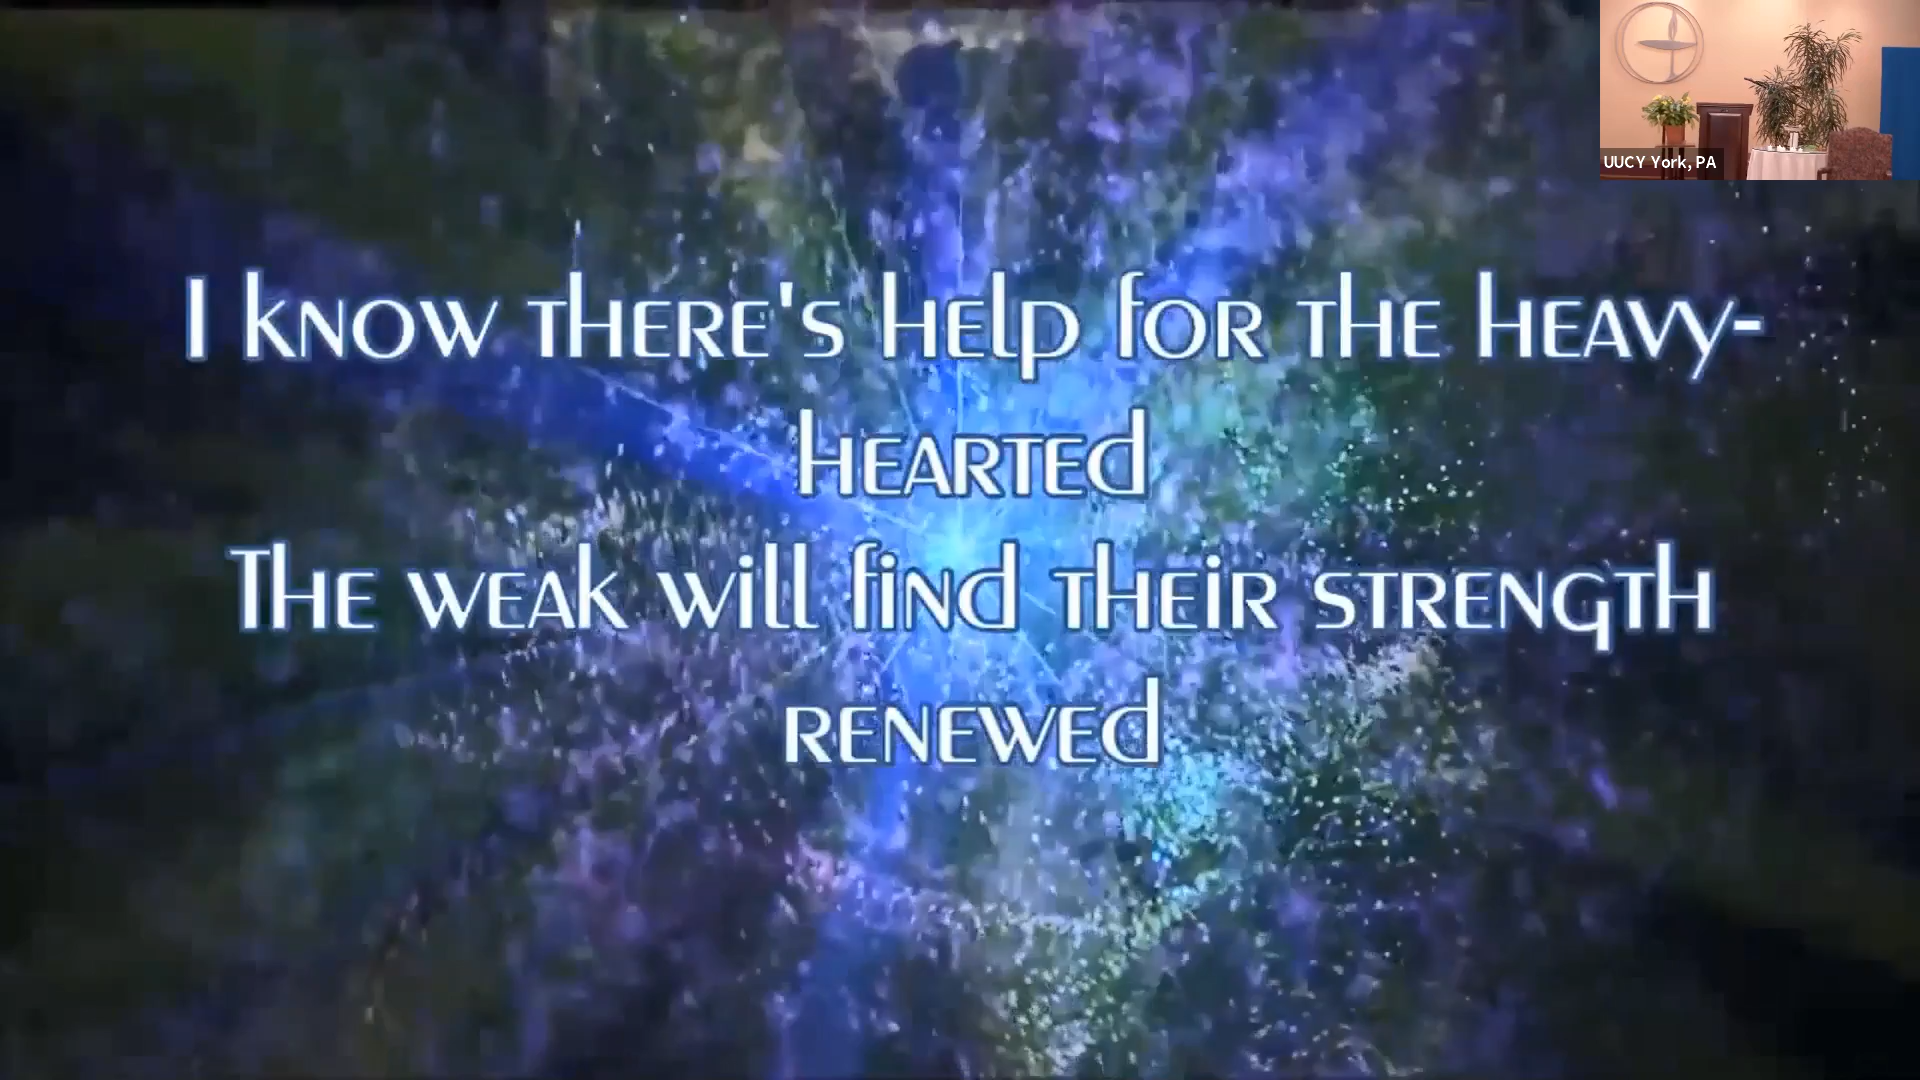 UUCY York, PA
I know there's help for the heavy-
hearted
The weak will find their strength
renewed